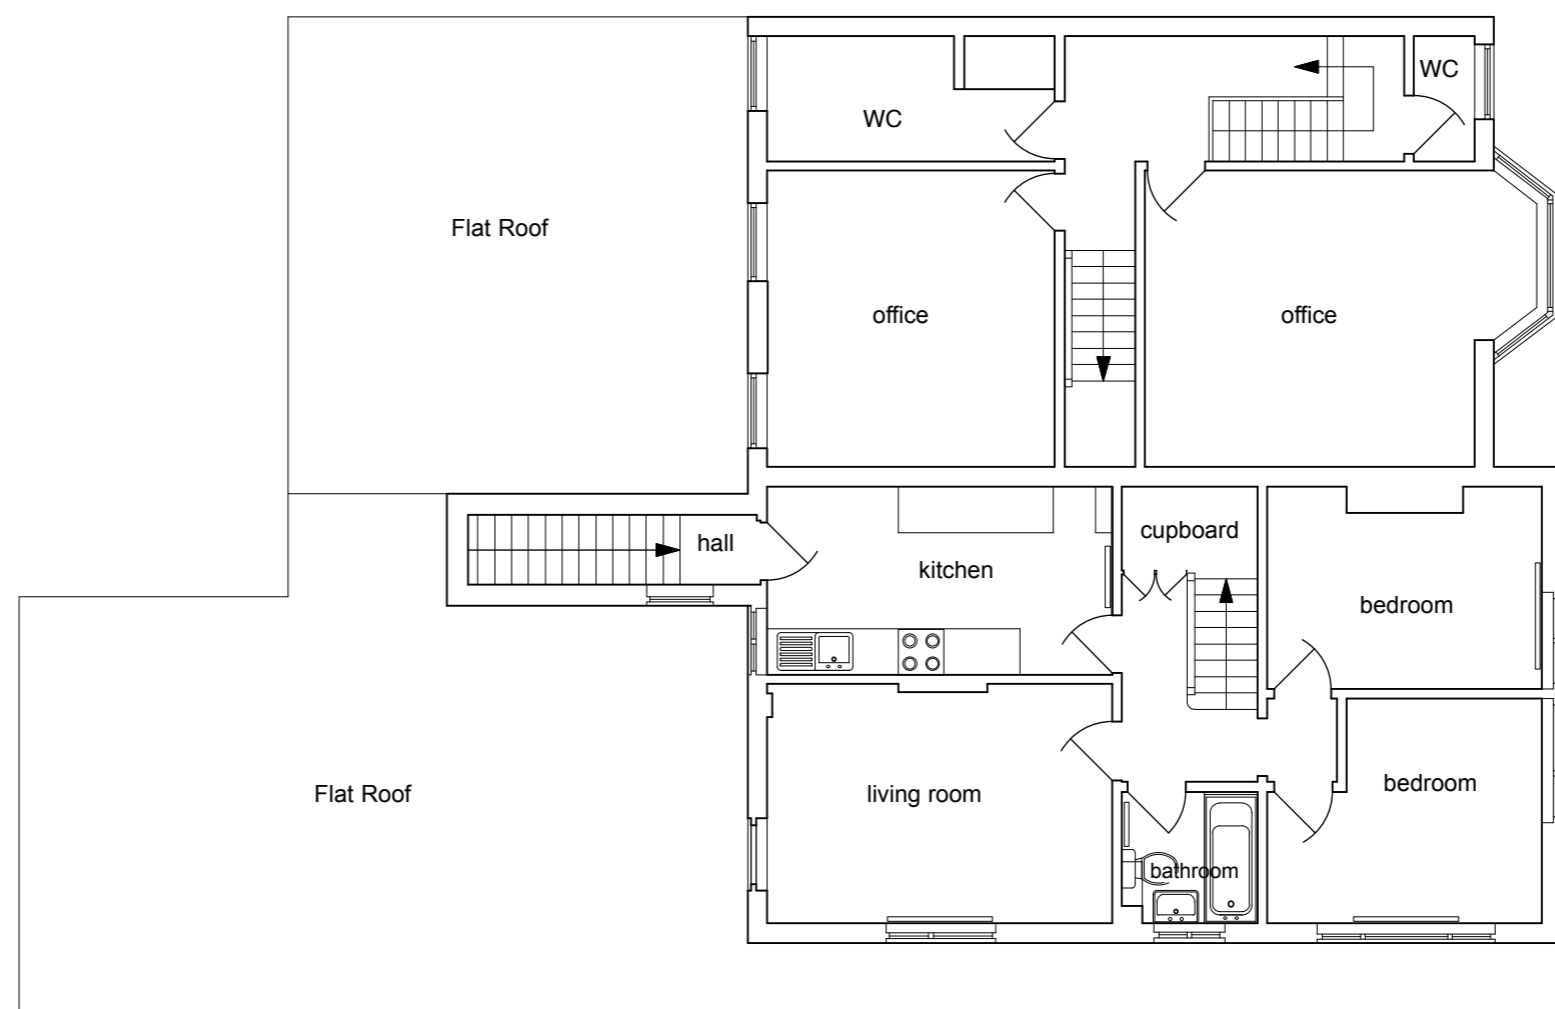 WC
WC
Flat Roof
office
office
hall
cupboard
kitchen
bedroom
Flat Roof
living room
bedroom
bathroom